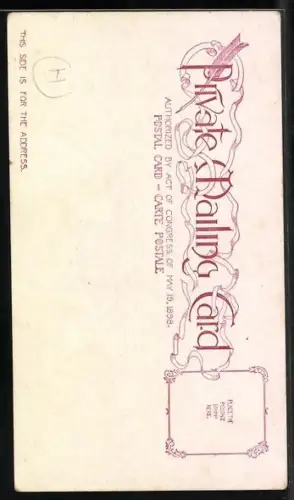 Private Mailing Card
AUTHORIZED BY ACT OF CONGRESS OF MAY 19, 1898.
POSTAL CARD – CARTE POSTALE
PLACE THE
POSTAGE
STAMP
HERE.
H
THIS SIDE IS FOR THE ADDRESS.